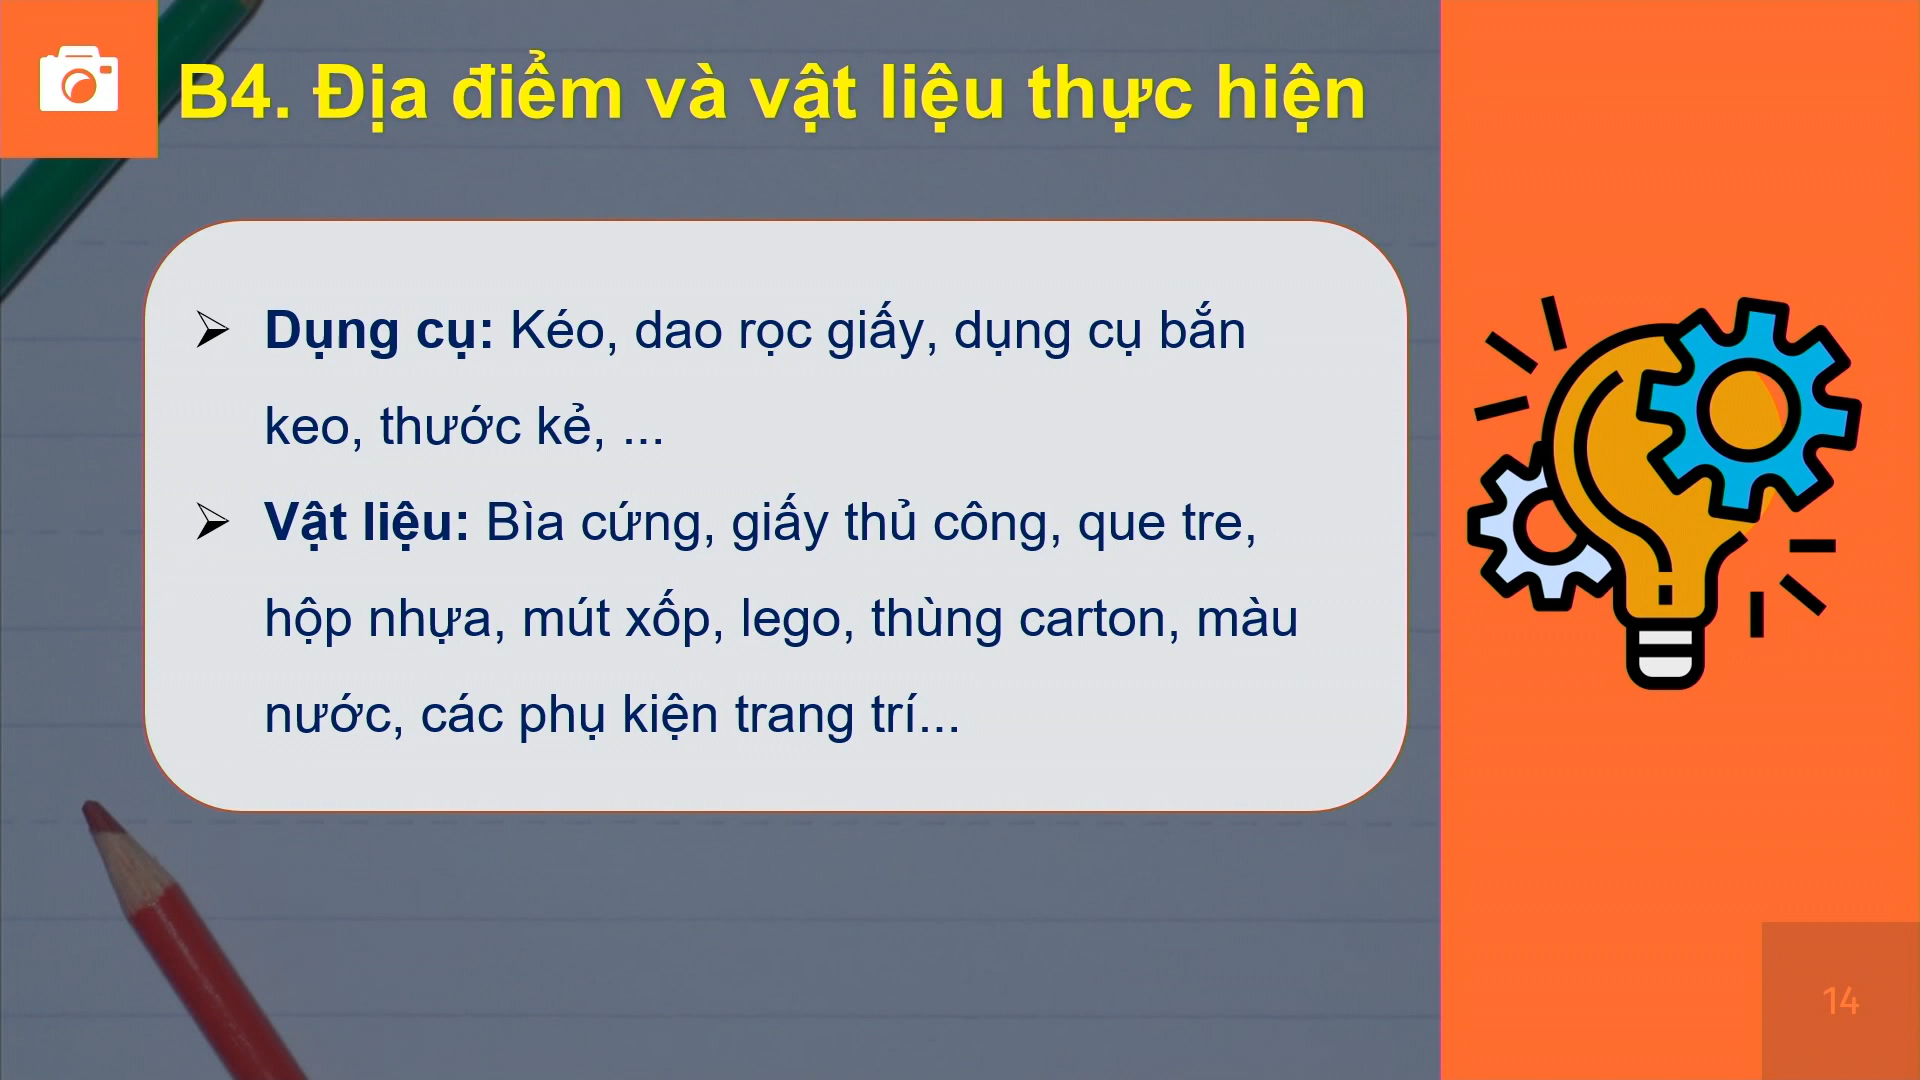 B4. Địa điểm và vật liệu thực hiện
➢ Dụng cụ: Kéo, dao rọc giấy, dụng cụ bắn
keo, thước kẻ, ...
➢ Vật liệu: Bìa cứng, giấy thủ công, que tre,
hộp nhựa, mút xốp, lego, thùng carton, màu
nước, các phụ kiện trang trí...
14